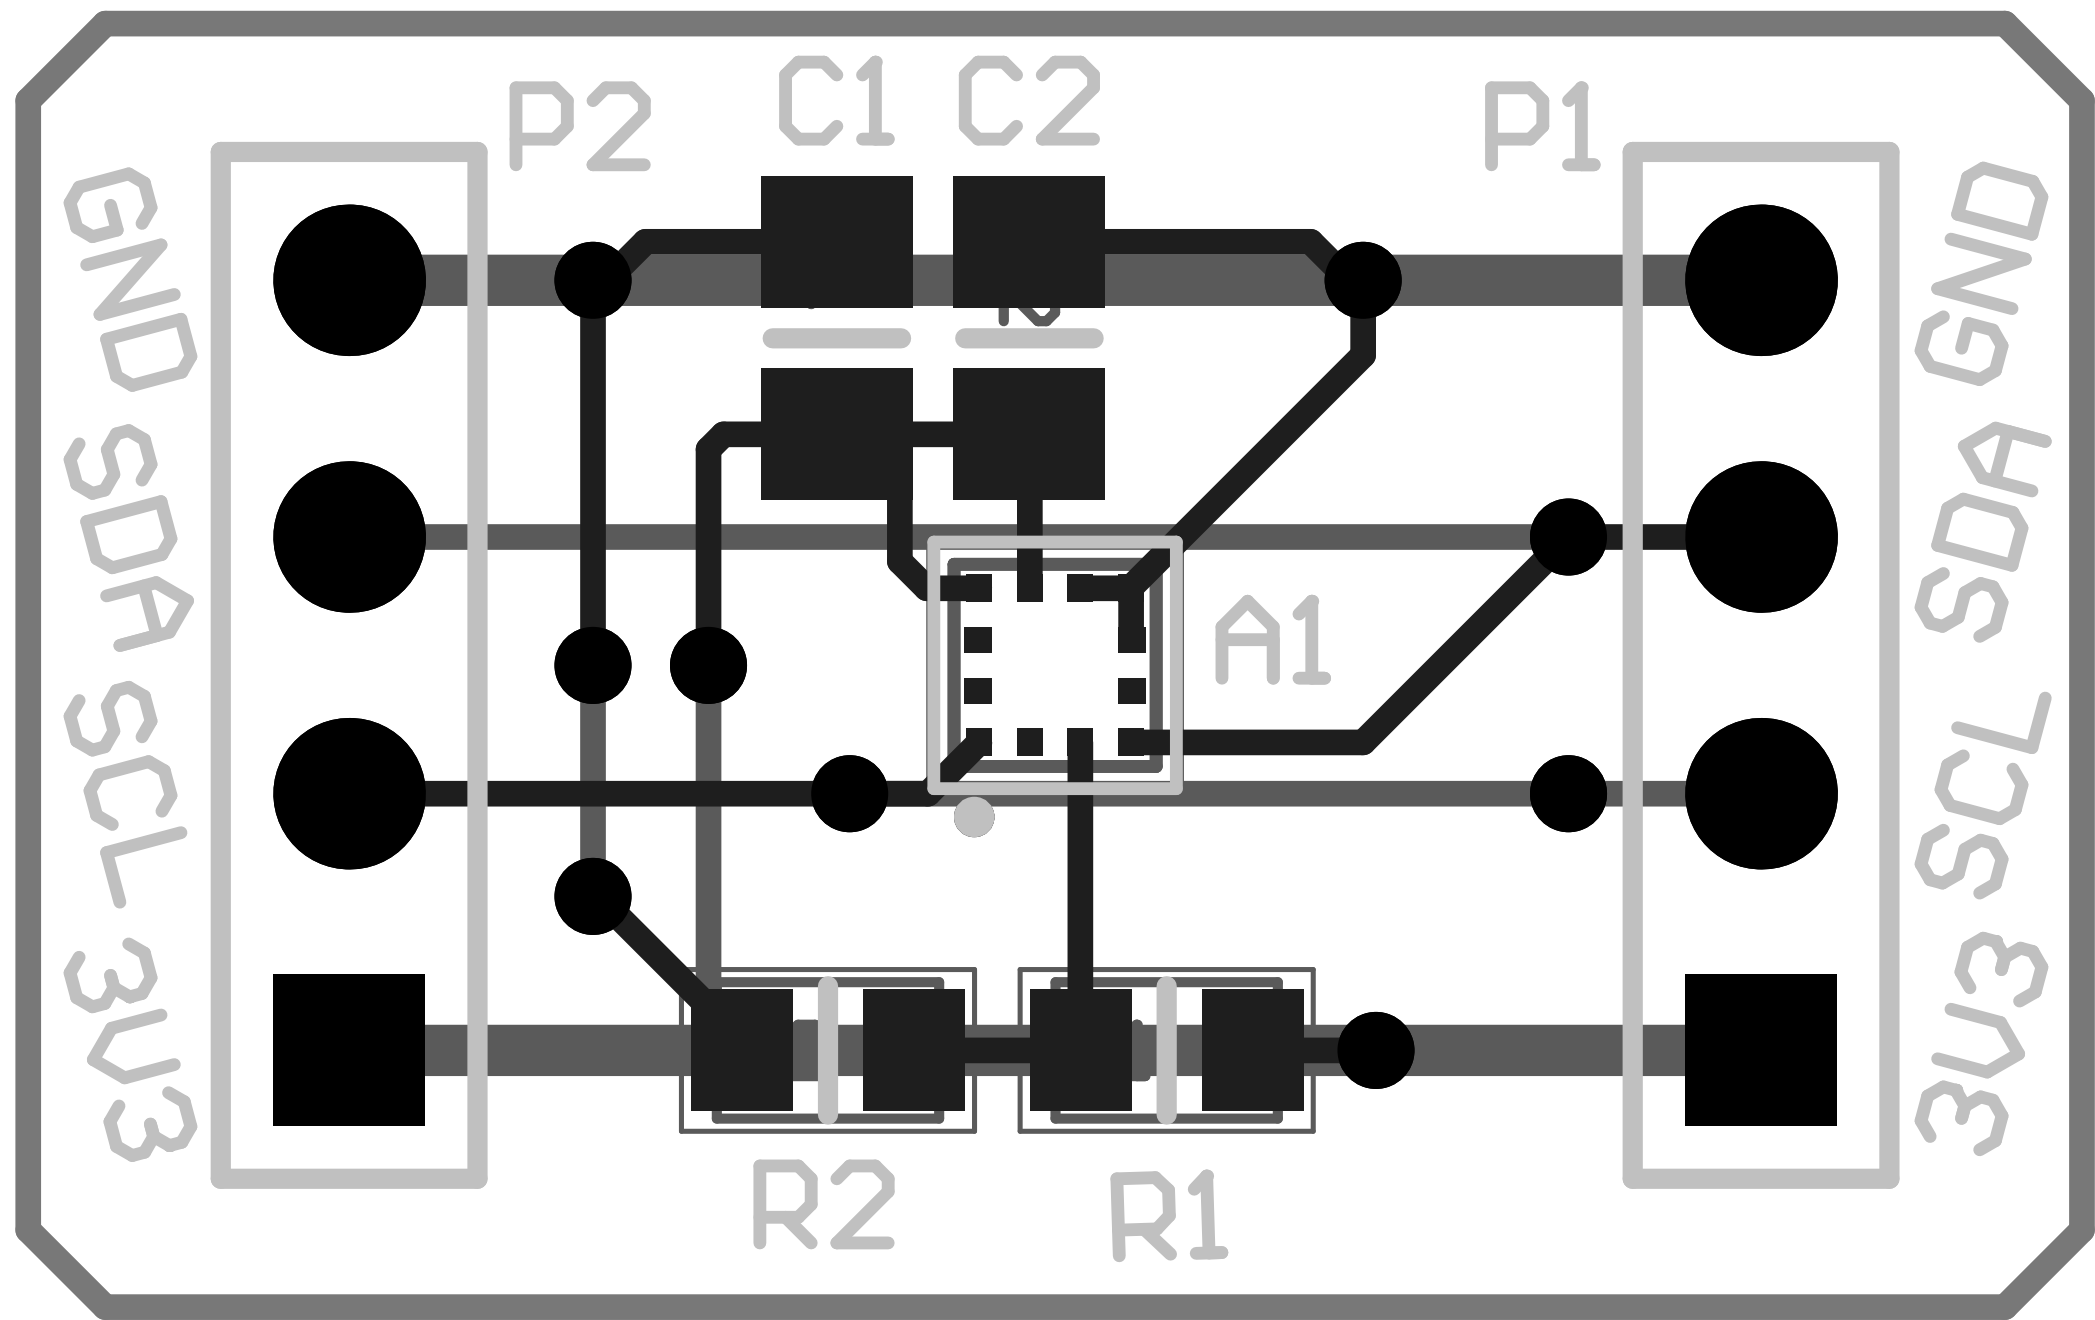 C1 C2
P2 P1
GND SDA SCL 3V3
A1
3V3 SCL SDA GND
R2 R1